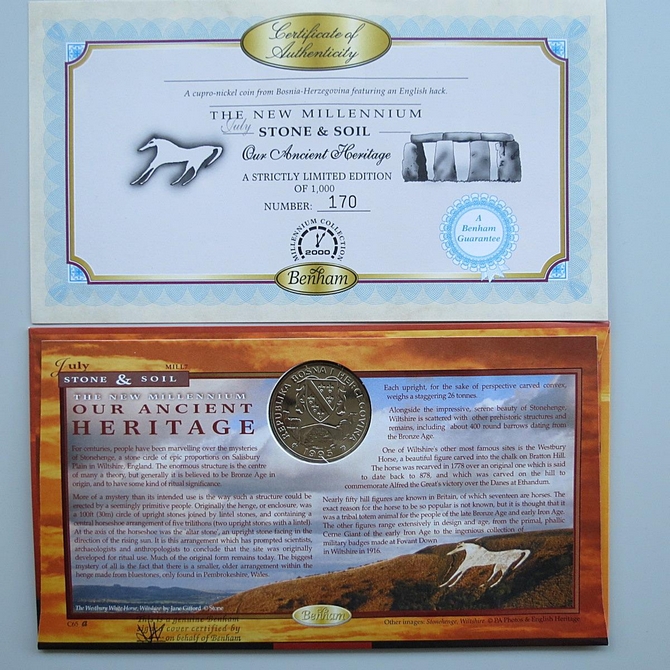 Certificate of
Authenticity
A cupro-nickel coin from Bosnia-Herzegovina featuring an English hack.
THE NEW MILLENNIUM
July STONE & SOIL
Our Ancient Heritage
A STRICTLY LIMITED EDITION
OF 1,000
NUMBER: 170
MILLENNIUM COLLECTION
2000
Benham
A
Benham
Guarantee
July
STONE & SOIL
THE NEW MILLENNIUM
OUR ANCIENT
HERITAGE
For centuries, people have been marvelling over the mysteries
of Stonehenge, a stone circle of epic proportions on Salisbury
Plain in Wiltshire, England. The enormous structure is the centre
of many a theory, but generally it is believed to be Bronze Age in
origin, and to have some kind of ritual significance.
More of a mystery than its intended use is the way such a structure could be
erected by a seemingly primitive people. Originally the henge, or enclosure, was
a 100ft (30m) circle of upright stones joined by lintel stones, and containing a
central horseshoe arrangement of five trilithons (two upright stones with a lintel).
At the axis of the horseshoe was the 'altar stone', an upright stone facing in the
direction of the rising sun. It is this arrangement which has prompted scientists,
archaeologists and anthropologists to conclude that the site was originally
developed for ritual use. Much of the original form remains today. The biggest
mystery of all is the fact that there is a smaller, older arrangement within the
henge made from bluestones, only found in Pembrokeshire, Wales.
The Westbury White Horse, Wiltshire by Jane Gifford. © Stone
REPUBLIKA BOSNA I HERCEGOVINA
1995
Each upright, for the sake of perspective carved convex,
weighs a staggering 26 tonnes.
Alongside the impressive, serene beauty of Stonehenge,
Wiltshire is scattered with other prehistoric structures and
remains, including about 400 round barrows dating from
the Bronze Age.
One of Wiltshire's other most famous sites is the Westbury
Horse, a beautiful figure carved into the chalk on Bratton Hill.
The horse was recarved in 1778 over an original one which is said
to date back to 878, and which was carved on the hill to
commemorate Alfred the Great's victory over the Danes at Ethandum.
Nearly fifty hill figures are known in Britain, of which seventeen are horses. The
exact reason for the horse to be so popular is not known, but it is thought that it
was a tribal totem animal for the people of the late Bronze Age and early Iron Age.
The other figures range extensively in design and age, from the primal, phallic
Cerne Giant of the early Iron Age to the ingenious collection of
military badges made at Fovant Down
in Wiltshire in 1916.
C61
This is a genuine Benham
cover certified by
on behalf of Benham
Benham
Other images: Stonehenge, Wiltshire. © PA Photos & English Heritage